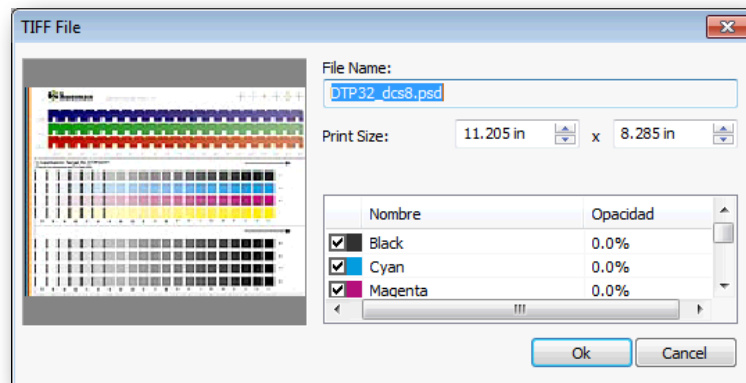 TIFF File
File Name:
DTP32_dcs8.psd
Print Size:
11.205 in
x
8.285 in
Nombre
Opacidad
Black
0.0%
Cyan
0.0%
Magenta
0.0%
Ok
Cancel